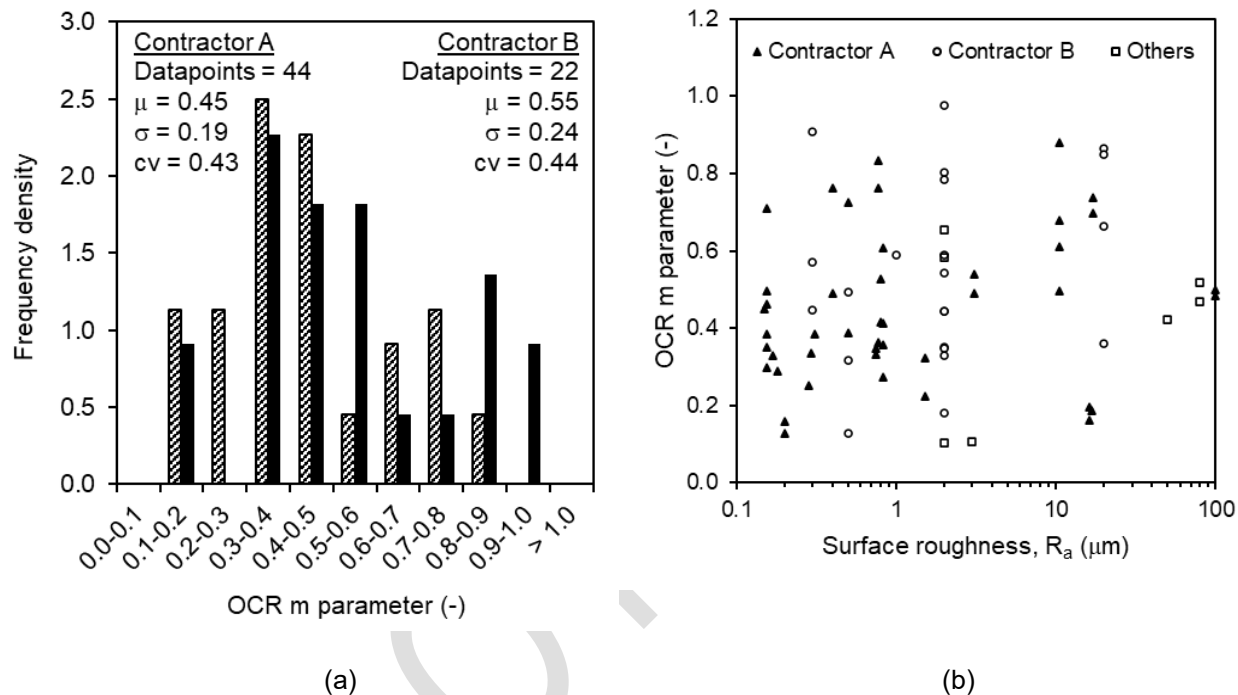 3.0
2.5
2.0
1.5
1.0
0.5
0.0
Frequency density
Contractor A
Datapoints = 44
μ = 0.45
σ = 0.19
cv = 0.43
Contractor B
Datapoints = 22
μ = 0.55
σ = 0.24
cv = 0.44
0.0-0.1
0.1-0.2
0.2-0.3
0.3-0.4
0.4-0.5
0.5-0.6
0.6-0.7
0.7-0.8
0.8-0.9
0.9-1.0
> 1.0
OCR m parameter (-)
(a)
1.2
1.0
0.8
0.6
0.4
0.2
0.0
OCR m parameter (-)
Contractor A
Contractor B
Others
0.1
1
10
100
Surface roughness, Ra (μm)
(b)